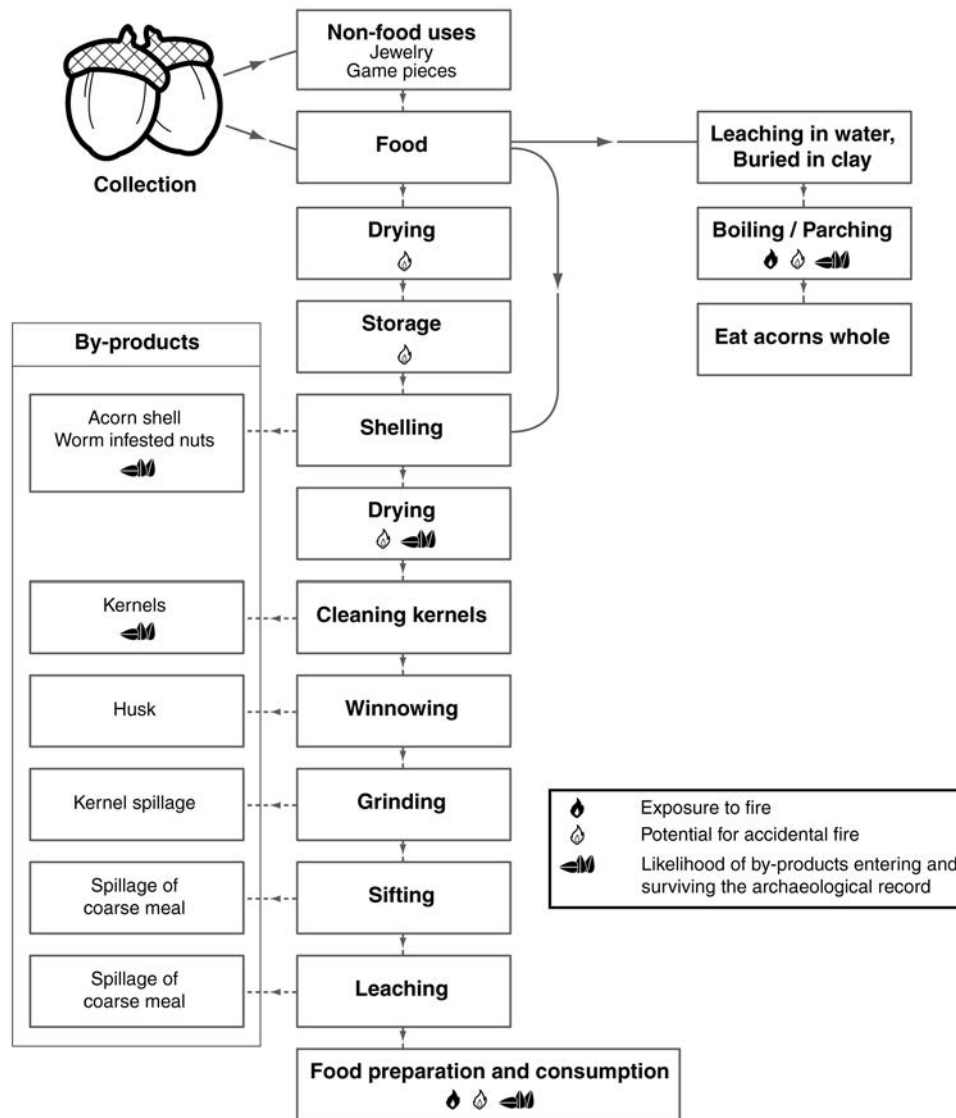 Non-food uses
Jewelry
Game pieces
Collection
Food
Leaching in water,
Buried in clay
Drying
Boiling / Parching
Storage
Eat acorns whole
By-products
Acorn shell
Worm infested nuts
Shelling
Drying
Kernels
Cleaning kernels
Husk
Winnowing
Kernel spillage
Grinding
Exposure to fire
Potential for accidental fire
Likelihood of by-products entering and
surviving the archaeological record
Spillage of
coarse meal
Sifting
Spillage of
coarse meal
Leaching
Food preparation and consumption